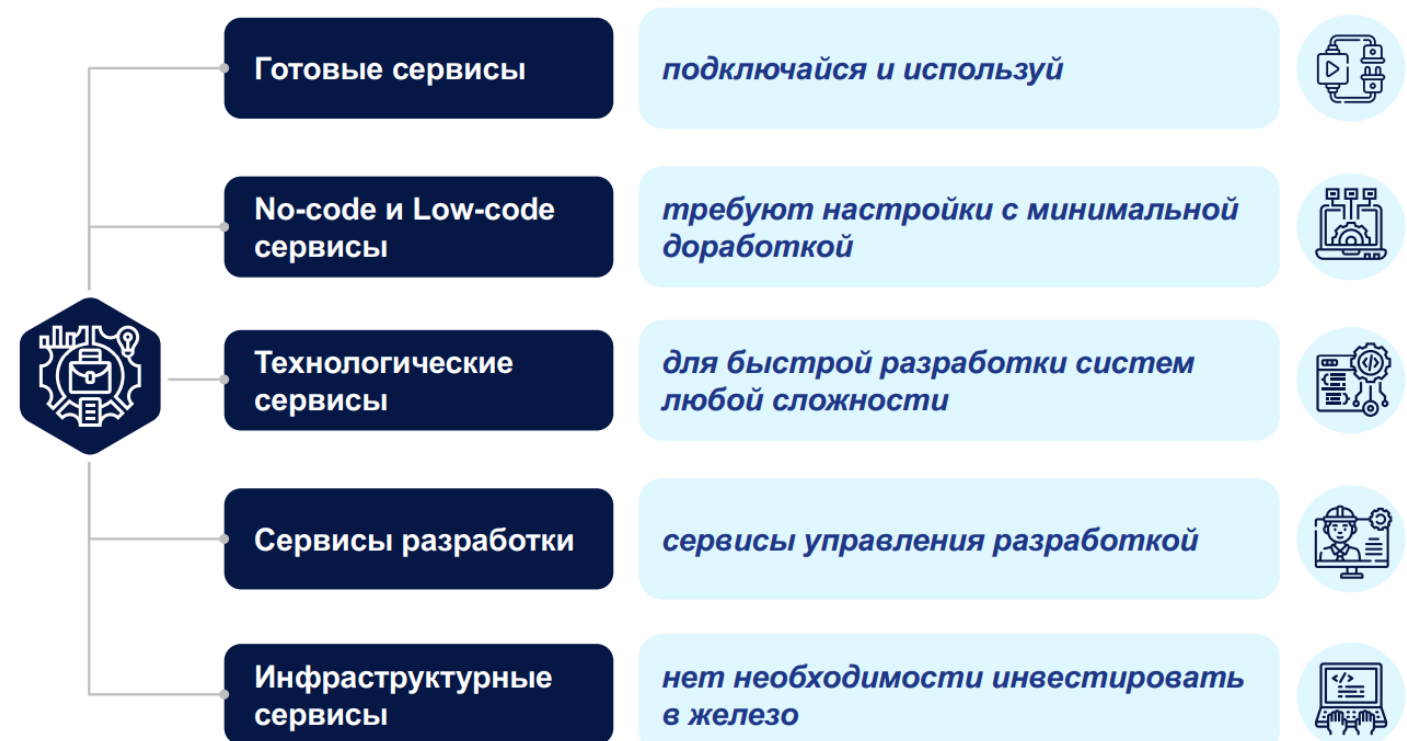 Готовые сервисы
подключайся и используй
No-code и Low-code
сервисы
требуют настройки с минимальной
доработкой
Технологические
сервисы
для быстрой разработки систем
любой сложности
Сервисы разработки
сервисы управления разработкой
Инфраструктурные
сервисы
нет необходимости инвестировать
в железо